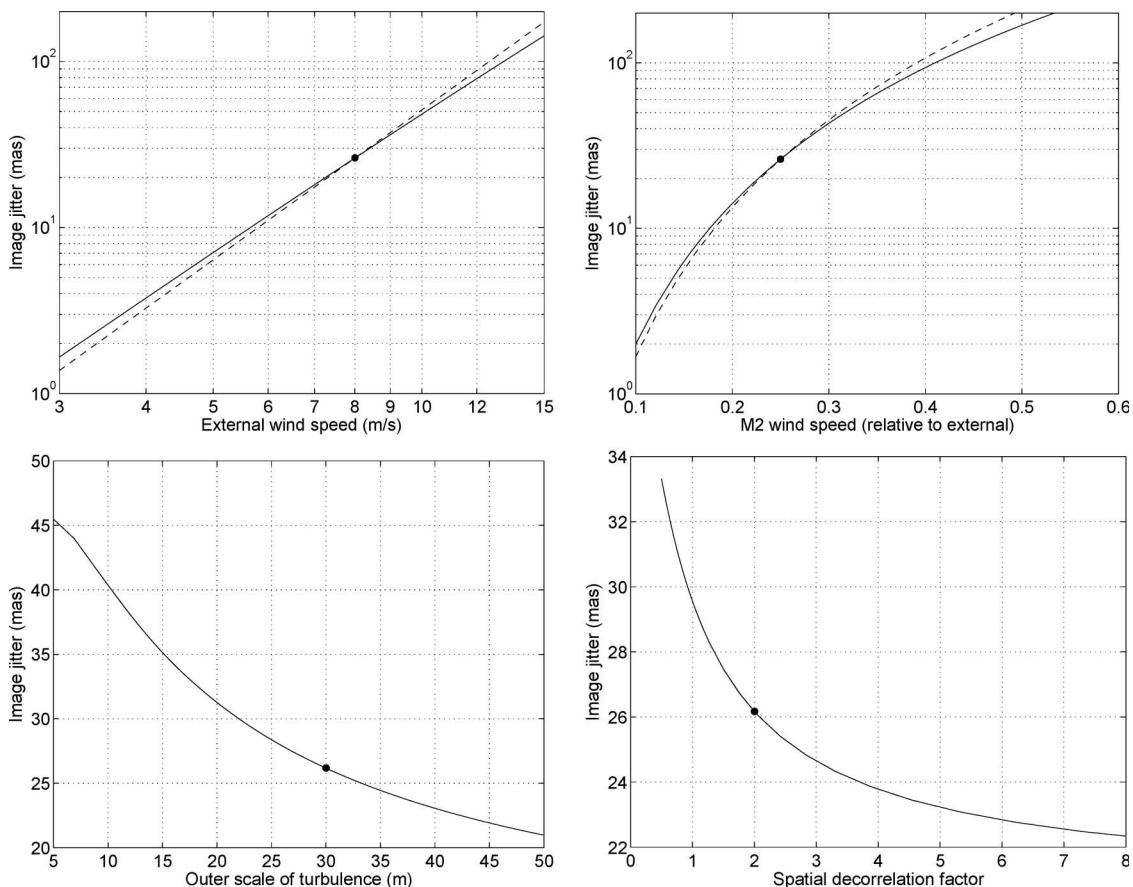 10²
10¹
10⁰
Image jitter (mas)
3 4 5 6 7 8 9 10 12 15
External wind speed (m/s)
10²
10¹
10⁰
Image jitter (mas)
0.1 0.2 0.3 0.4 0.5 0.6
M2 wind speed (relative to external)
50
45
40
35
30
25
20
Image jitter (mas)
5 10 15 20 25 30 35 40 45 50
Outer scale of turbulence (m)
34
32
30
28
26
24
22
Image jitter (mas)
0 1 2 3 4 5 6 7 8
Spatial decorrelation factor